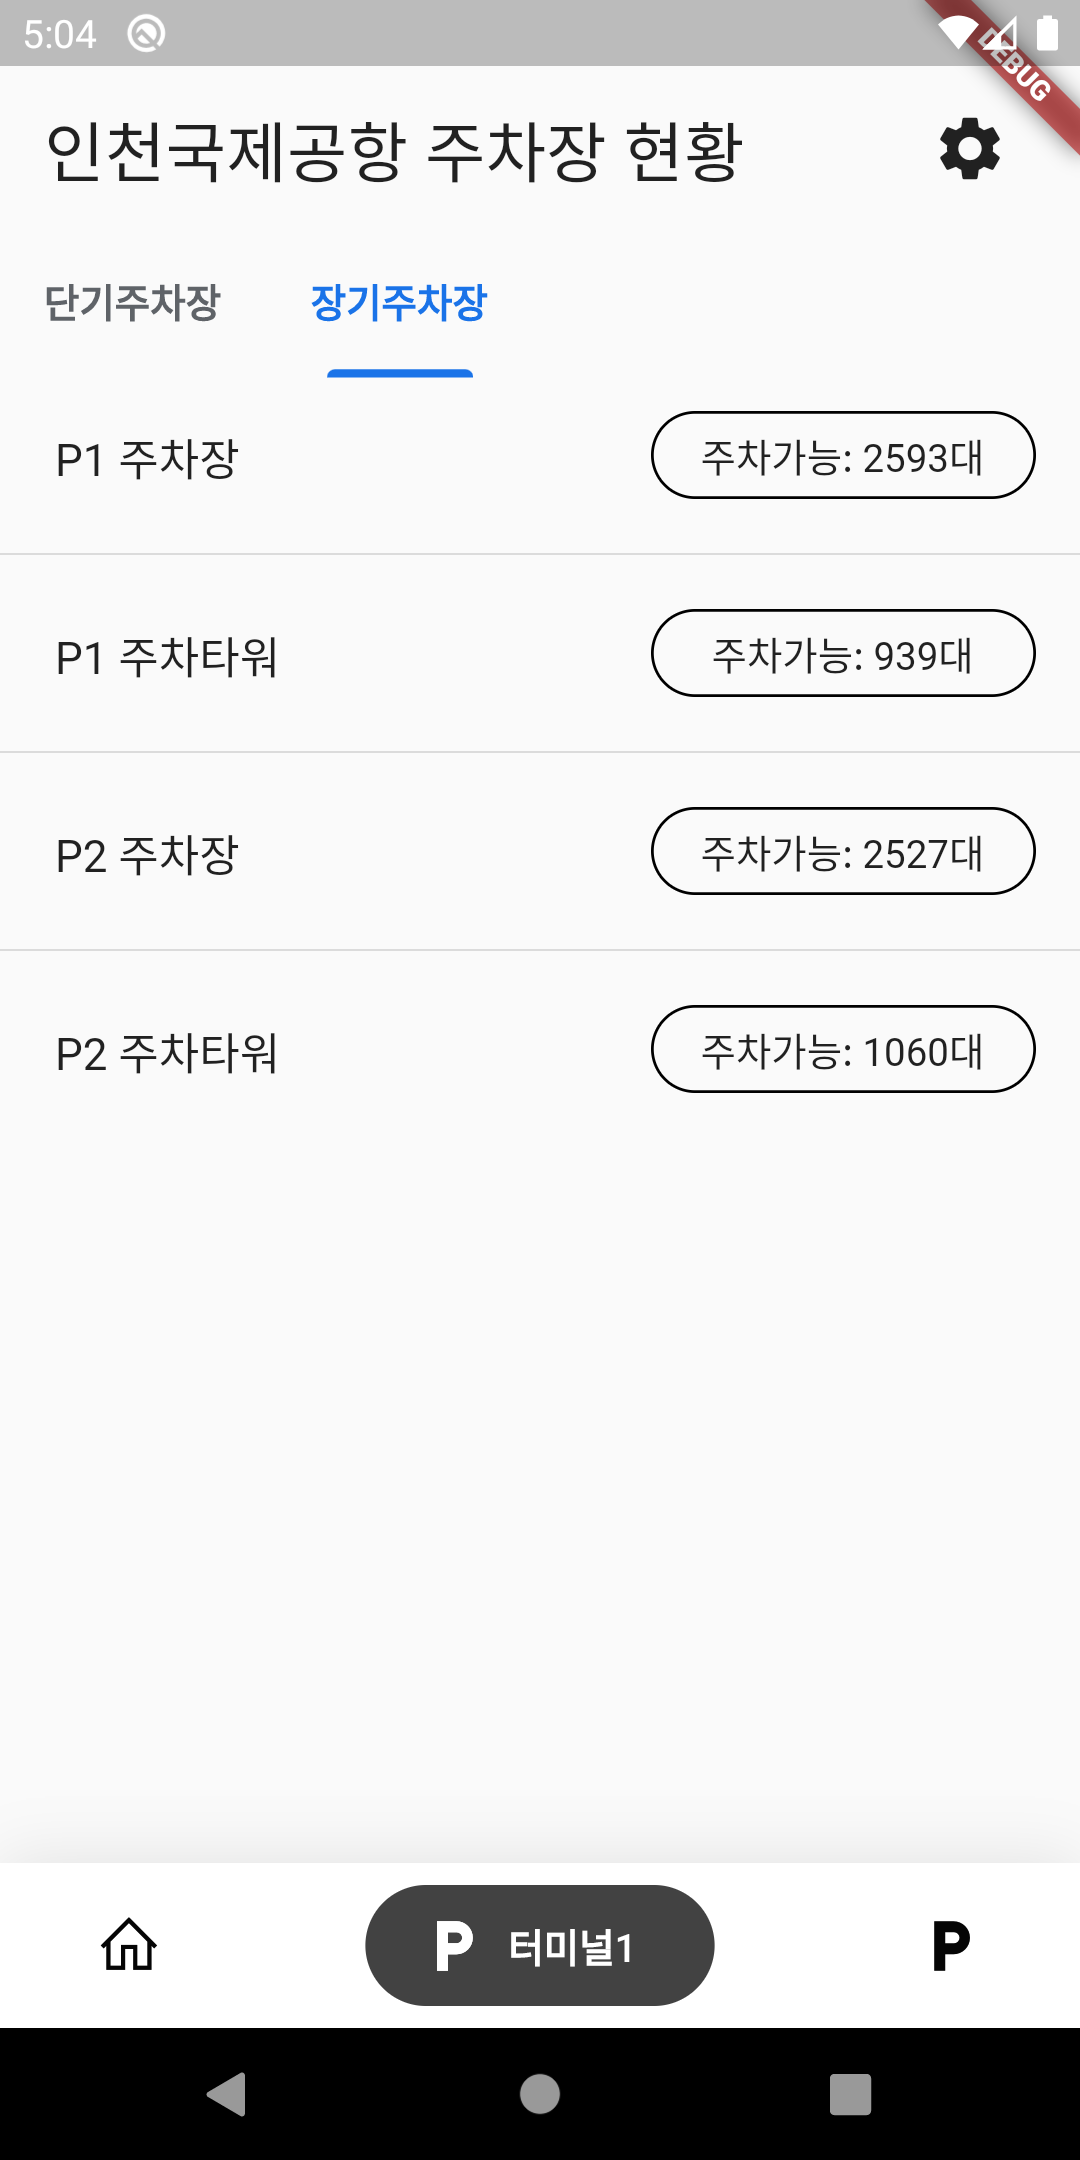 5:04
DEBUG
인천국제공항 주차장 현황
단기주차장 장기주차장
P1 주차장 주차가능: 2593대
P1 주차타워 주차가능: 939대
P2 주차장 주차가능: 2527대
P2 주차타워 주차가능: 1060대
P 터미널1 P